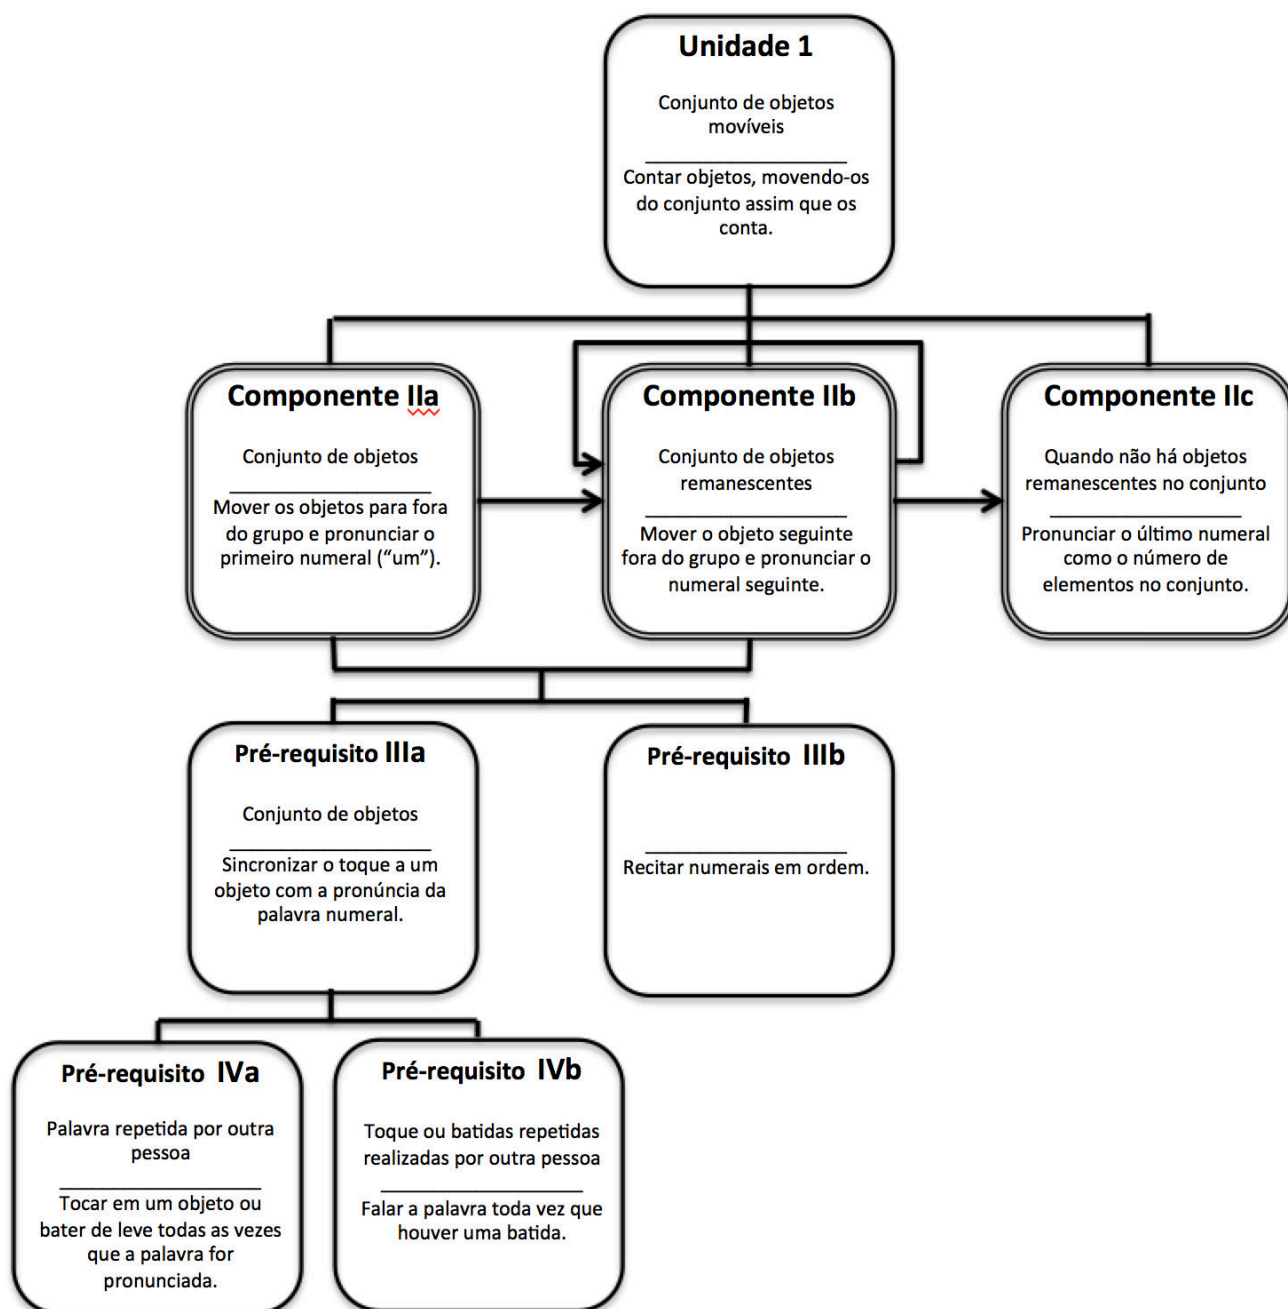 Unidade 1
Conjunto de objetos
movíveis
Contar objetos, movendo-os
do conjunto assim que os
conta.
Componente IIa
Conjunto de objetos
Mover os objetos para fora
do grupo e pronunciar o
primeiro numeral (“um”).
Componente IIb
Conjunto de objetos
remanescentes
Mover o objeto seguinte
fora do grupo e pronunciar o
numeral seguinte.
Componente IIc
Quando não há objetos
remanescentes no conjunto
Pronunciar o último numeral
como o número de
elementos no conjunto.
Pré-requisito IIIa
Conjunto de objetos
Sincronizar o toque a um
objeto com a pronúncia da
palavra numeral.
Pré-requisito IIIb
Recitar numerais em ordem.
Pré-requisito IVa
Palavra repetida por outra
pessoa
Tocar em um objeto ou
bater de leve todas as vezes
que a palavra for
pronunciada.
Pré-requisito IVb
Toque ou batidas repetidas
realizadas por outra pessoa
Falar a palavra toda vez que
houver uma batida.